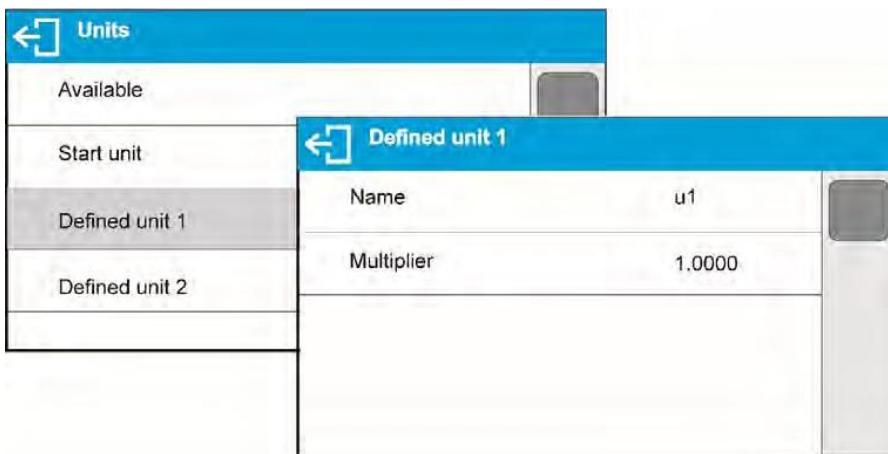 Units
Available
Start unit
Defined unit 1
Defined unit 2
Defined unit 1
Name u1
Multiplier 1.0000